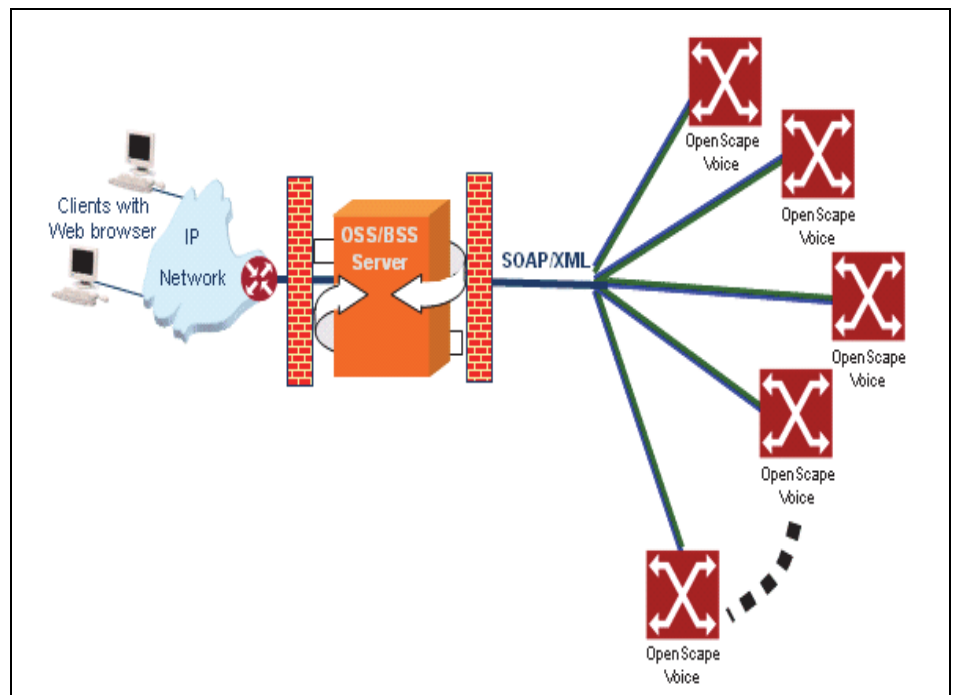 Clients with
Web browser
IP
Network
OSS/BSS
Server
SOAP/XML
OpenScape
Voice
OpenScape
Voice
OpenScape
Voice
OpenScape
Voice
OpenScape
Voice